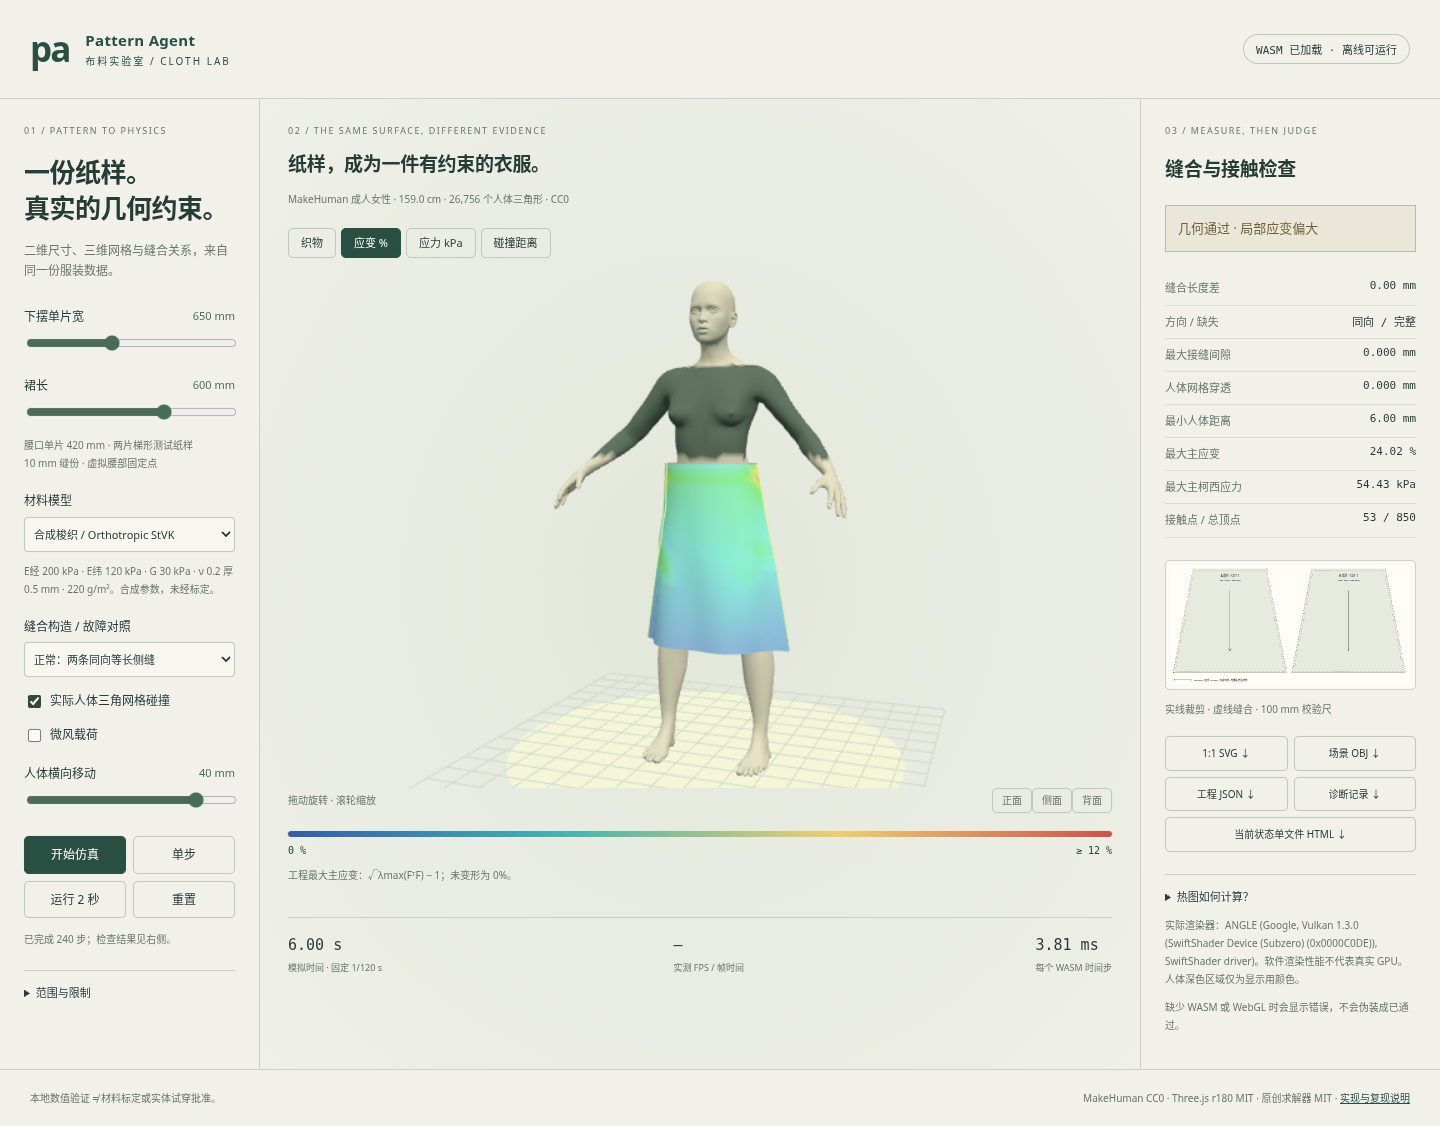 pa
Pattern Agent
布料实验室 / CLOTH LAB
WASM 已加载 · 离线可运行
01 / PATTERN TO PHYSICS
一份纸样。
真实的几何约束。
二维尺寸、三维网格与缝合关系，来自
同一份服装数据。
下摆单片宽
650 mm
裙长
600 mm
腰口单片 420 mm · 两片梯形测试纸样
10 mm 缝份 · 虚拟腰部固定点
材料模型
合成梭织 / Orthotropic StVK
E经 200 kPa · E纬 120 kPa · G 30 kPa · ν 0.2 厚
0.5 mm · 220 g/m²。合成参数，未经标定。
缝合构造 / 故障对照
正常：两条同向等长侧缝
实际人体三角网格碰撞
微风载荷
人体横向移动
40 mm
开始仿真
单步
运行 2 秒
重置
已完成 240 步；检查结果见右侧。
范围与限制
02 / THE SAME SURFACE, DIFFERENT EVIDENCE
纸样，成为一件有约束的衣服。
MakeHuman 成人女性 · 159.0 cm · 26,756 个人体三角形 · CC0
织物
应变 %
应力 kPa
碰撞距离
拖动旋转 · 滚轮缩放
正面
侧面
背面
0 %
≥ 12 %
工程最大主应变：√λmax(FᵀF) − 1；未变形为 0%。
6.00 s
模拟时间 · 固定 1/120 s
—
实测 FPS / 帧时间
3.81 ms
每个 WASM 时间步
03 / MEASURE, THEN JUDGE
缝合与接触检查
几何通过 · 局部应变偏大
缝合长度差
0.00 mm
方向 / 缺失
同向 / 完整
最大接缝间隙
0.000 mm
人体网格穿透
0.000 mm
最小人体距离
6.00 mm
最大主应变
24.02 %
最大主柯西应力
54.43 kPa
接触点 / 总顶点
53 / 850
实线裁剪 · 虚线缝合 · 100 mm 校验尺
1:1 SVG ↓
场景 OBJ ↓
工程 JSON ↓
诊断记录 ↓
当前状态单文件 HTML ↓
热图如何计算？
实际渲染器：ANGLE (Google, Vulkan 1.3.0
(SwiftShader Device (Subzero) (0x0000C0DE)),
SwiftShader driver)。软件渲染性能不代表真实 GPU。
人体深色区域仅为显示用颜色。
缺少 WASM 或 WebGL 时会显示错误，不会伪装成已通
过。
本地数值验证 ≠ 材料标定或实体试穿批准。
MakeHuman CC0 · Three.js r180 MIT · 原创求解器 MIT · 实现与复现说明